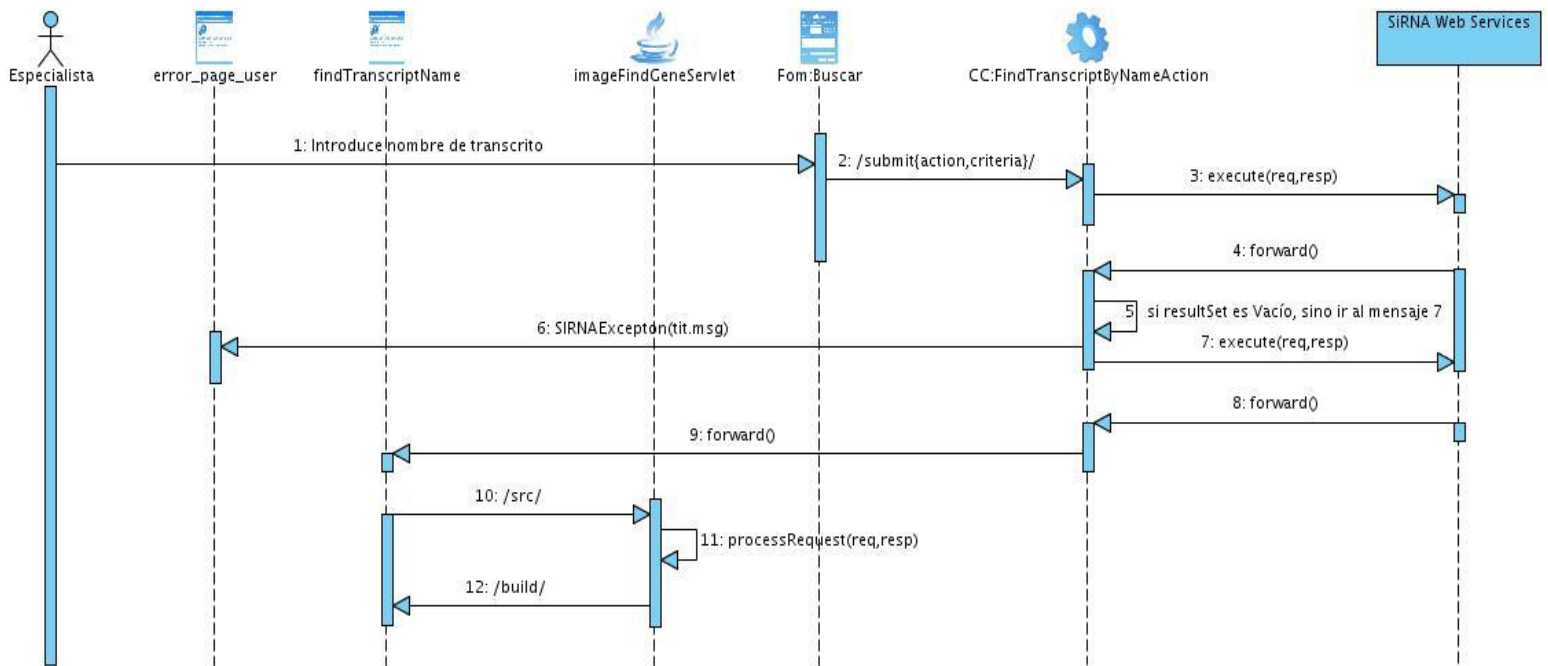 SiRNA Web Services
Especialista
error_page_user
findTranscriptName
imageFindGeneServlet
Fom:Buscar
CC:FindTranscriptByNameAction
1: Introduce nombre de transcrito
2: /submit{action,criteria}/
3: execute(req,resp)
4: forward()
5 si resultSet es Vacío, sino ir al mensaje 7
6: SIRNAExcepton(tit.msg)
7: execute(req,resp)
8: forward()
9: forward()
10: /src/
11: processRequest(req,resp)
12: /build/